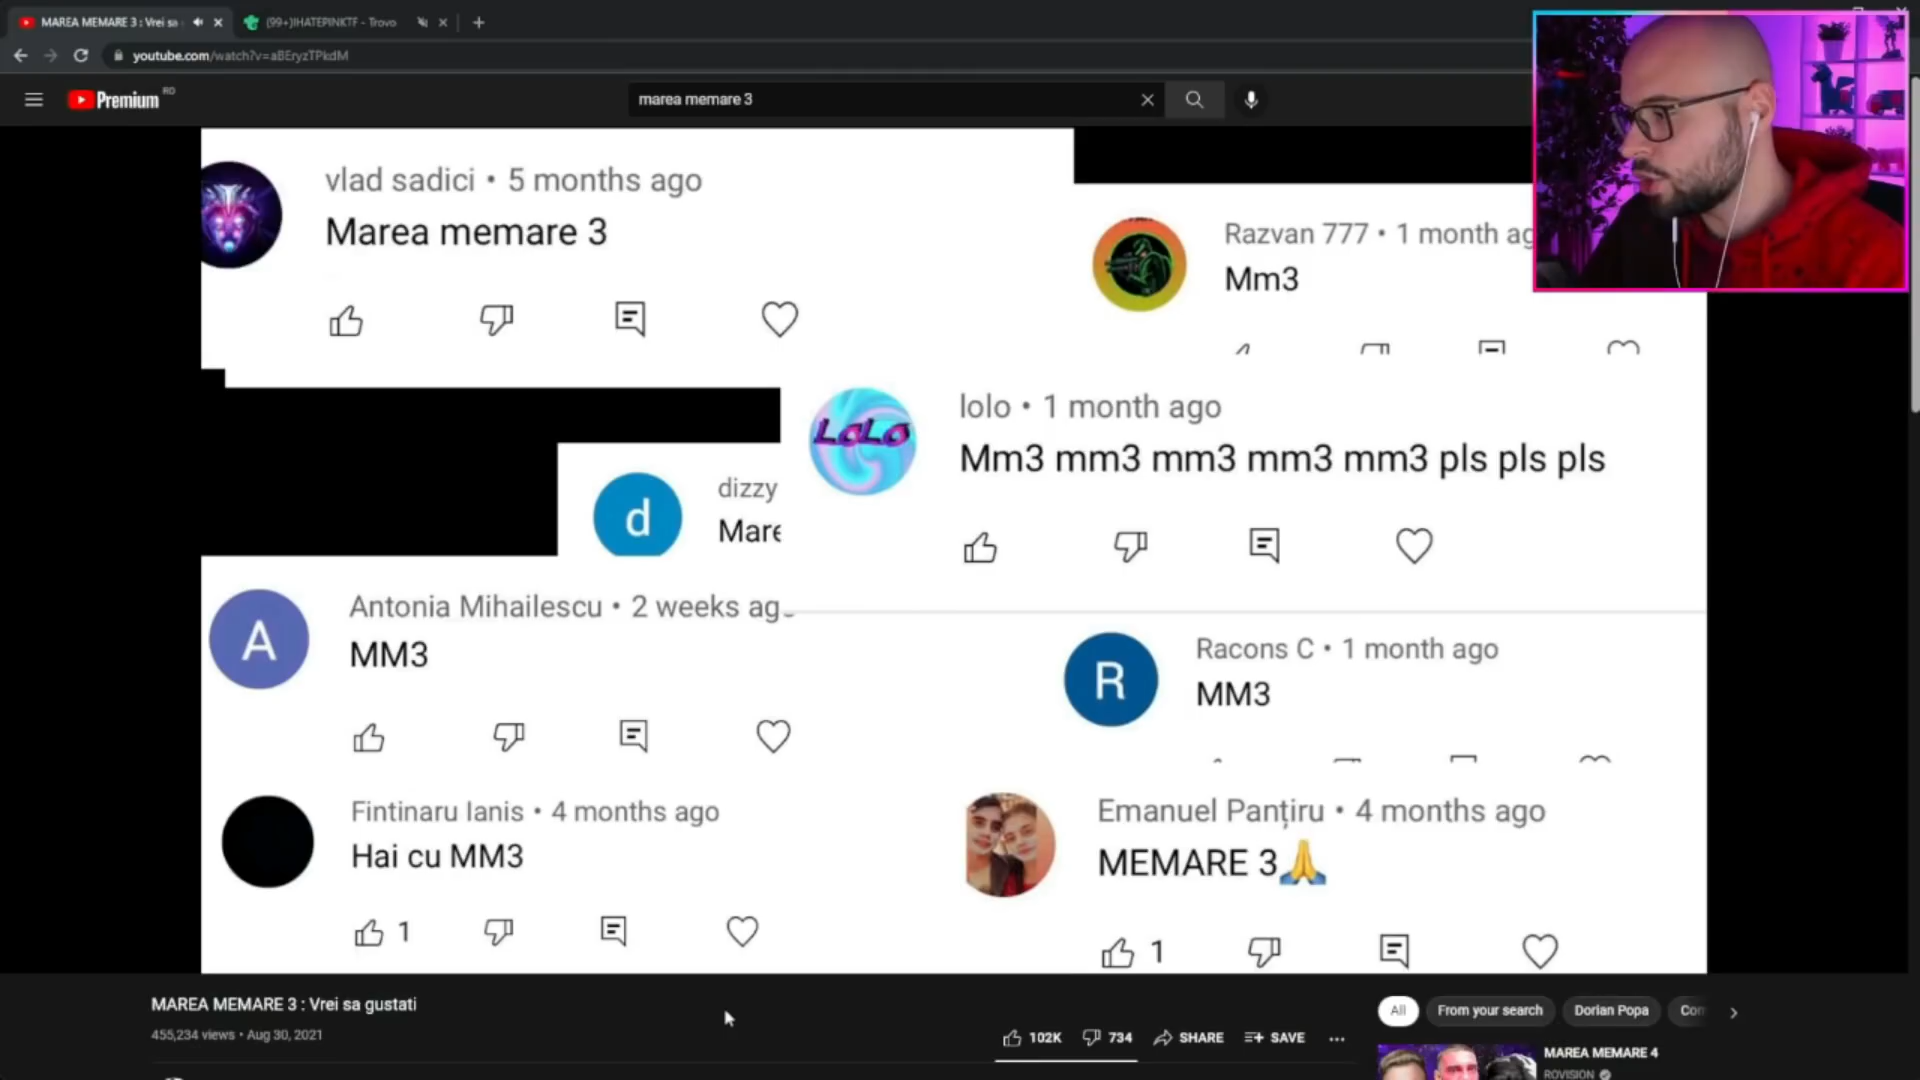 MAREA MEMARE 3 : Vrei sa
(99+)IHATEPINKTF - Trovo
youtube.com/watch?v=aBEryzTPkdM
Premium RO
marea memare 3
vlad sadici • 5 months ago
Marea memare 3
Razvan 777 • 1 month ag
Mm3
lolo • 1 month ago
LoLo
Mm3 mm3 mm3 mm3 mm3 pls pls pls
d
dizzy
Mare
Antonia Mihailescu • 2 weeks ago
A
MM3
Racons C • 1 month ago
R
MM3
Fintinaru Ianis • 4 months ago
Hai cu MM3
1
Emanuel Panțiru • 4 months ago
MEMARE 3🙏
1
MAREA MEMARE 3 : Vrei sa gustati
455,234 views • Aug 30, 2021
102K 734 SHARE SAVE
All From your search Dorian Popa Con
MAREA MEMARE 4
ROVISION